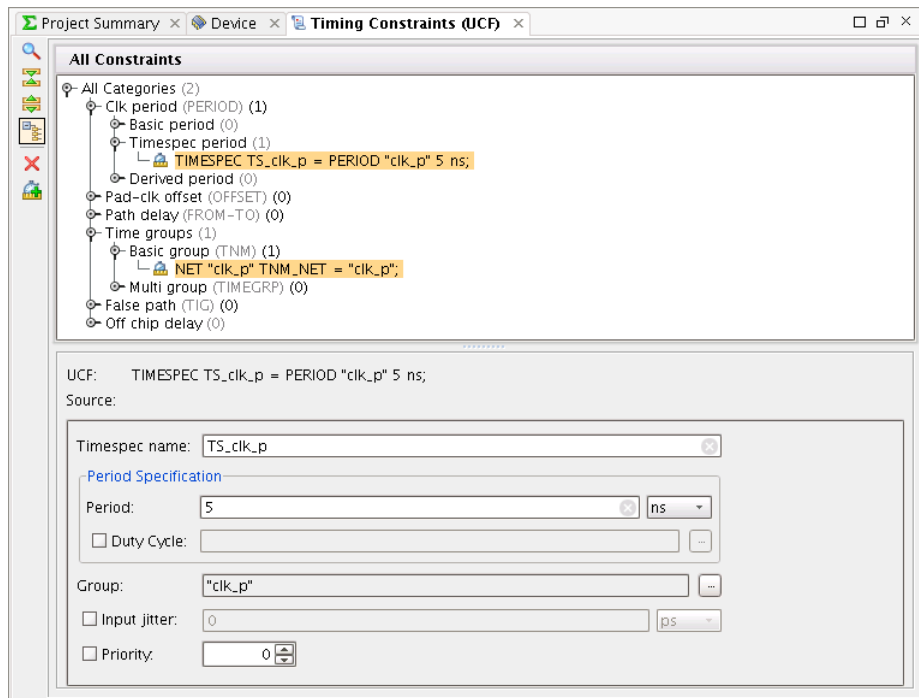 Σ Project Summary × Device × Timing Constraints (UCF) ×
All Constraints
All Categories (2)
Clk period (PERIOD) (1)
Basic period (0)
Timespec period (1)
TIMESPEC TS_clk_p = PERIOD "clk_p" 5 ns;
Derived period (0)
Pad-clk offset (OFFSET) (0)
Path delay (FROM-TO) (0)
Time groups (1)
Basic group (TNM) (1)
NET "clk_p" TNM_NET = "clk_p";
Multi group (TIMEGRP) (0)
False path (TIG) (0)
Off chip delay (0)
UCF: TIMESPEC TS_clk_p = PERIOD "clk_p" 5 ns;
Source:
Timespec name: TS_clk_p
Period Specification
Period: 5 ns
Duty Cycle: ...
Group: "clk_p" ...
Input jitter: 0 ps
Priority: 0